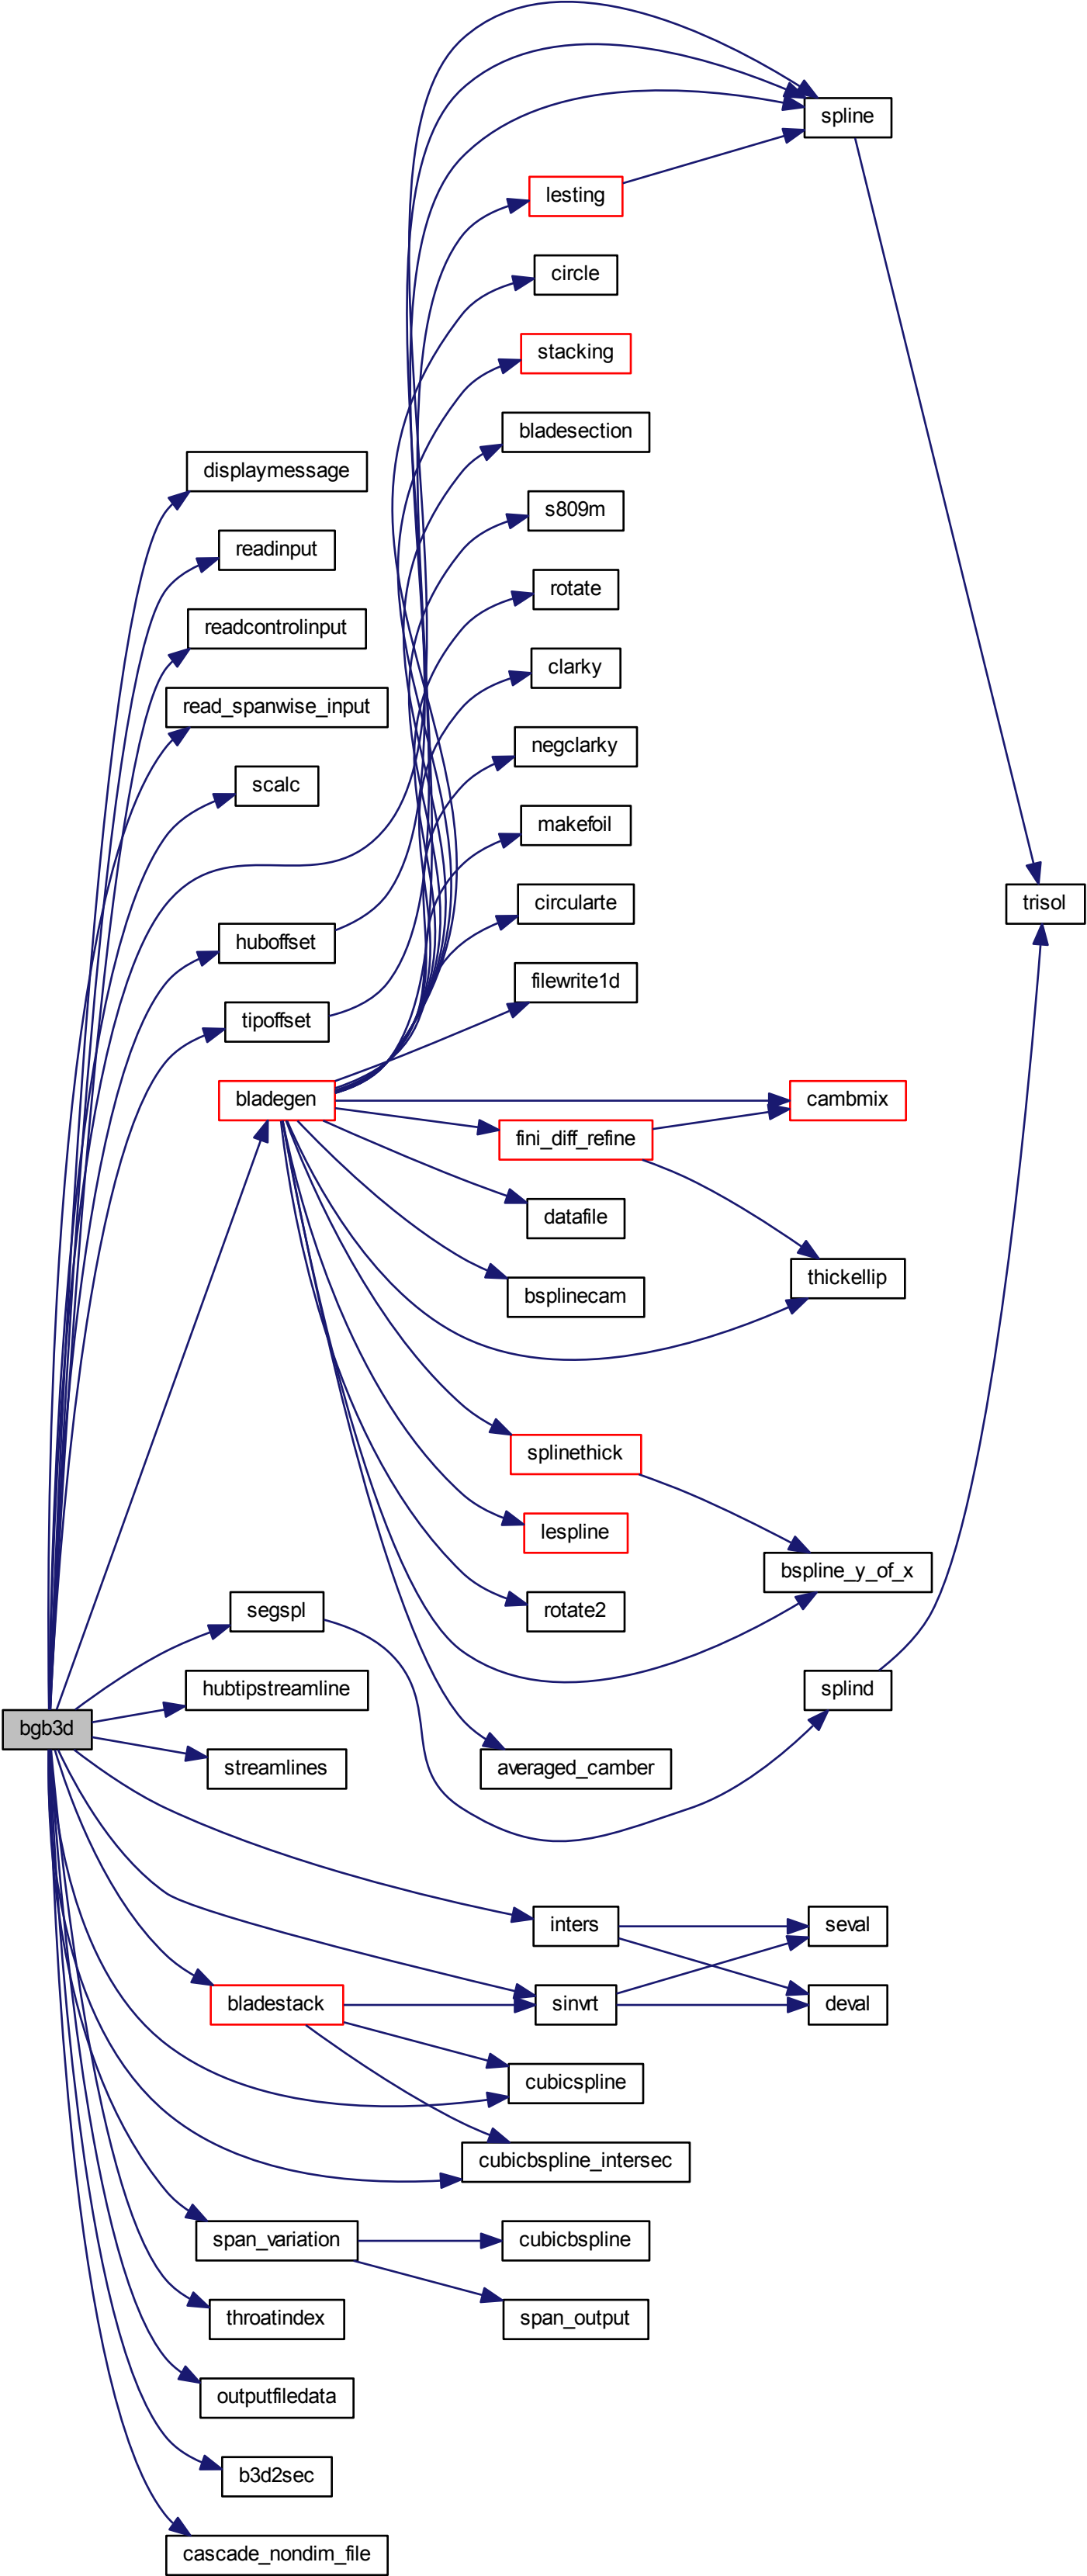 spline
lesting
circle
stacking
bladesection
displaymessage
s809m
readinput
rotate
readcontrolinput
clarky
read_spanwise_input
negclarky
scalc
makefoil
circularte
trisol
huboffset
filewrite1d
tipoffset
bladegen
cambmix
fini_diff_refine
datafile
thickellip
bsplinecam
splinethick
lespline
bspline_y_of_x
segspl
rotate2
hubtipstreamline
splind
bgb3d
streamlines
averaged_camber
inters
seval
bladestack
sinvrt
deval
cubicspline
cubicbspline_intersec
span_variation
cubicbspline
throatindex
span_output
outputfiledata
b3d2sec
cascade_nondim_file